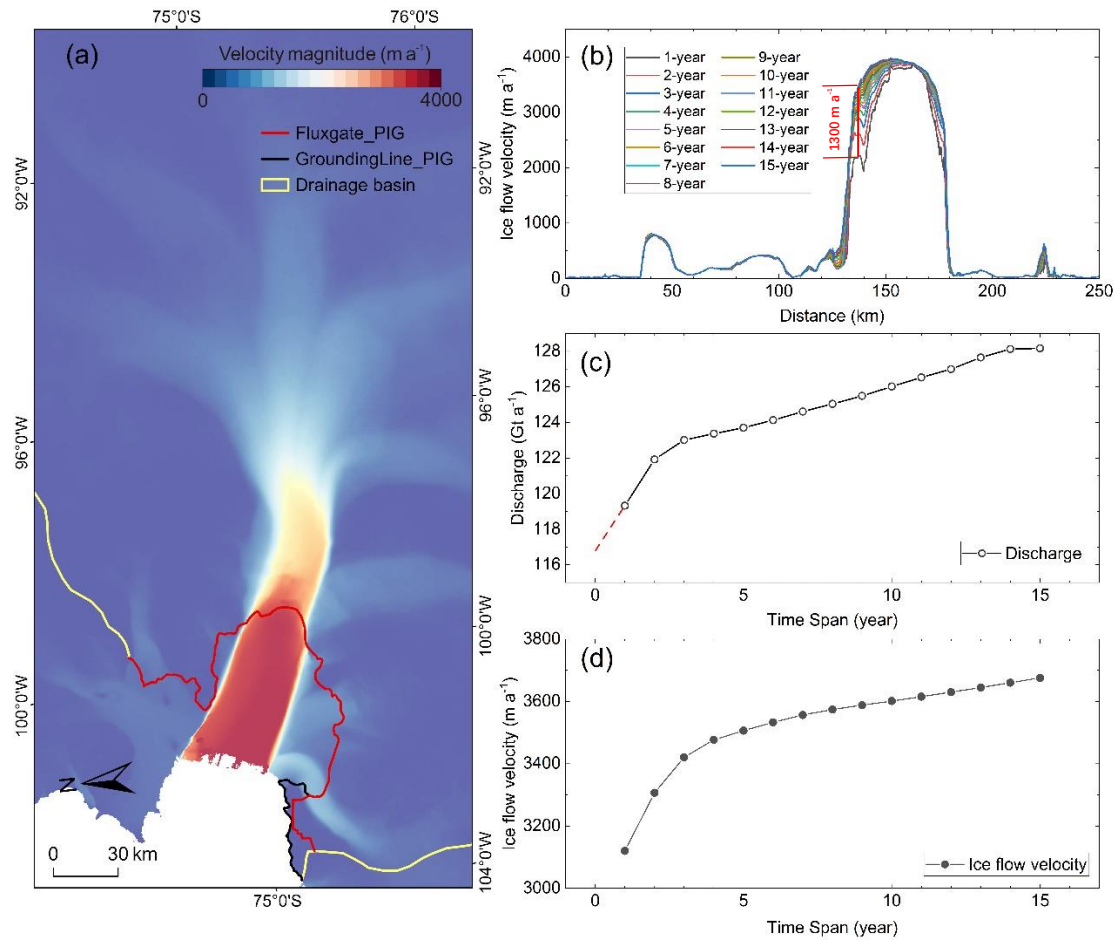 75°0'S
76°0'S
(a)
Velocity magnitude (m a⁻¹)
0
4000
Fluxgate_PIG
GroundingLine_PIG
Drainage basin
92°0'W
96°0'W
100°0'W
92°0'W
96°0'W
100°0'W
104°0'W
N
0
30 km
75°0'S
(b)
Ice flow velocity (m a⁻¹)
4000
3000
2000
1000
0
1-year
2-year
3-year
4-year
5-year
6-year
7-year
8-year
9-year
10-year
11-year
12-year
13-year
14-year
15-year
1300 m a⁻¹
0
50
100
150
200
250
Distance (km)
(c)
Discharge (Gt a⁻¹)
128
126
124
122
120
118
116
Discharge
0
5
10
15
Time Span (year)
(d)
Ice flow velocity (m a⁻¹)
3800
3600
3400
3200
3000
Ice flow velocity
0
5
10
15
Time Span (year)